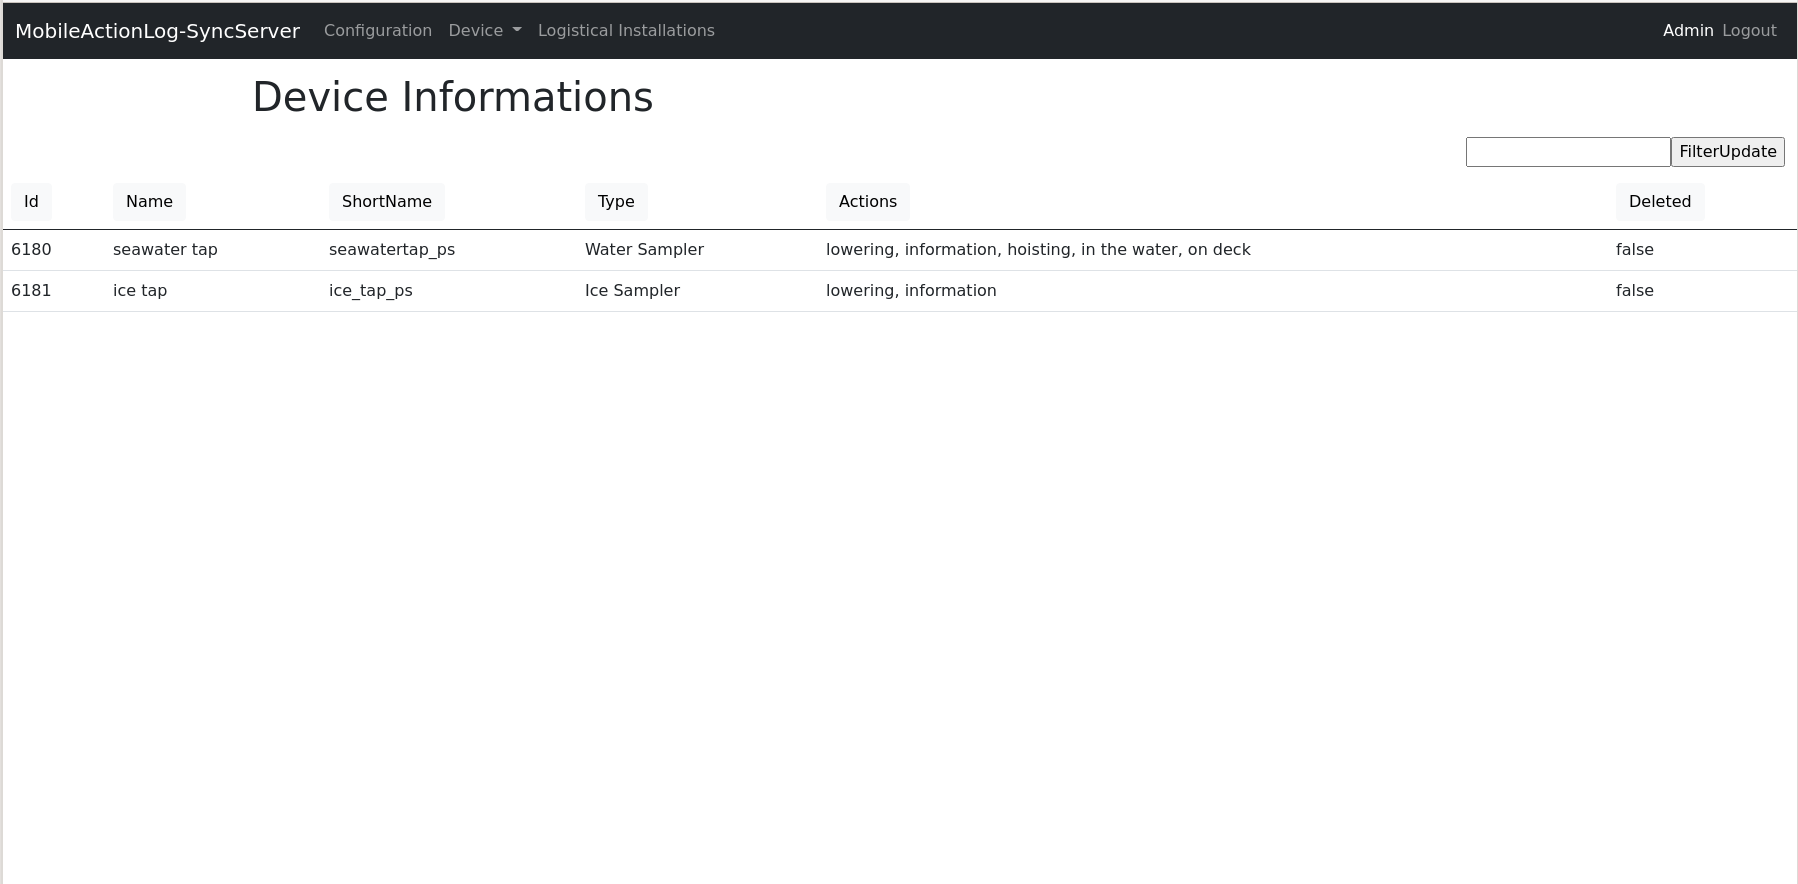 MobileActionLog-SyncServer Configuration Device Logistical Installations Admin Logout
Device Informations
FilterUpdate
Id Name ShortName Type Actions Deleted
6180 seawater tap seawatertap_ps Water Sampler lowering, information, hoisting, in the water, on deck false
6181 ice tap ice_tap_ps Ice Sampler lowering, information false